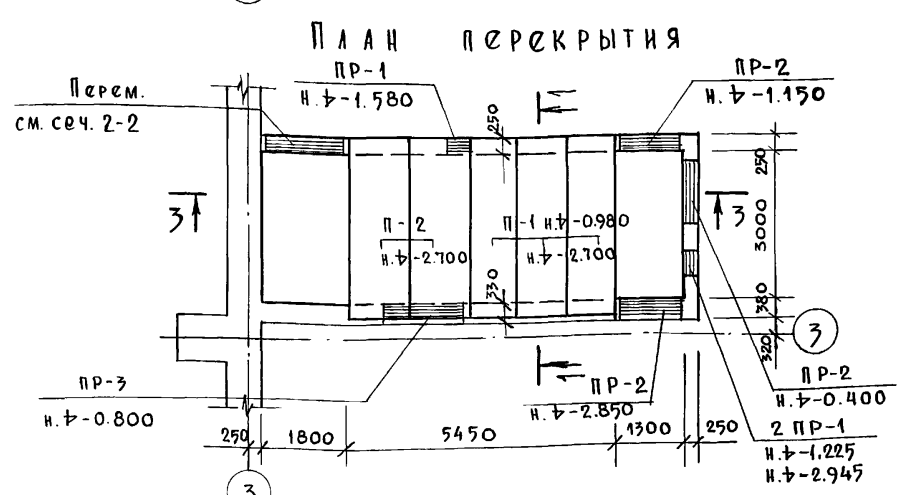 ПЛАН ПЕРЕКРЫТИЯ
ПР-1
Н.-1.580
ПР-2
Н.-1.150
Перем.
см. сеч. 2-2
250
1
3
3
П-2
Н.-2.700
П-1 Н.-0.980
Н.-2.700
330
250
3000
380
320
3
ПР-3
Н.-0.800
1
ПР-2
Н.-2.850
ПР-2
Н.-0.400
2 ПР-1
Н.-1.225
Н.-2.945
250
1800
5450
1300
250
3